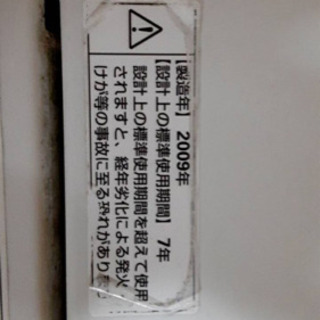 【製造年】 2009年
【設計上の標準使用期間】 7年
設計上の標準使用期間を超えて使用
されますと、経年劣化による発火
けが等の事故に至る恐れがあり